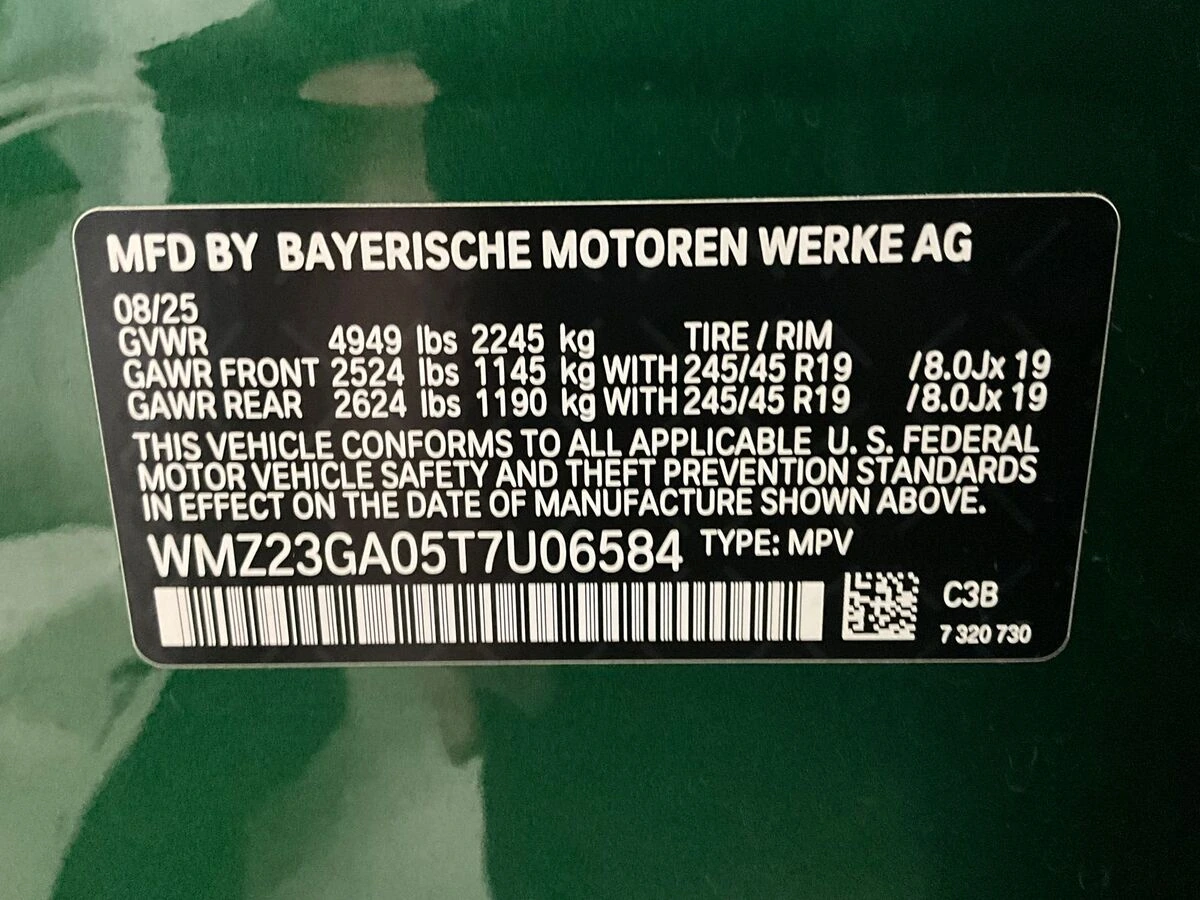 MFD BY BAYERISCHE MOTOREN WERKE AG
08/25
GVWR 4949 lbs 2245 kg TIRE / RIM
GAWR FRONT 2524 lbs 1145 kg WITH 245/45 R19 /8.0Jx 19
GAWR REAR 2624 lbs 1190 kg WITH 245/45 R19 /8.0Jx 19
THIS VEHICLE CONFORMS TO ALL APPLICABLE U. S. FEDERAL
MOTOR VEHICLE SAFETY AND THEFT PREVENTION STANDARDS
IN EFFECT ON THE DATE OF MANUFACTURE SHOWN ABOVE.
WMZ23GA05T7U06584 TYPE: MPV
C3B
7 320 730